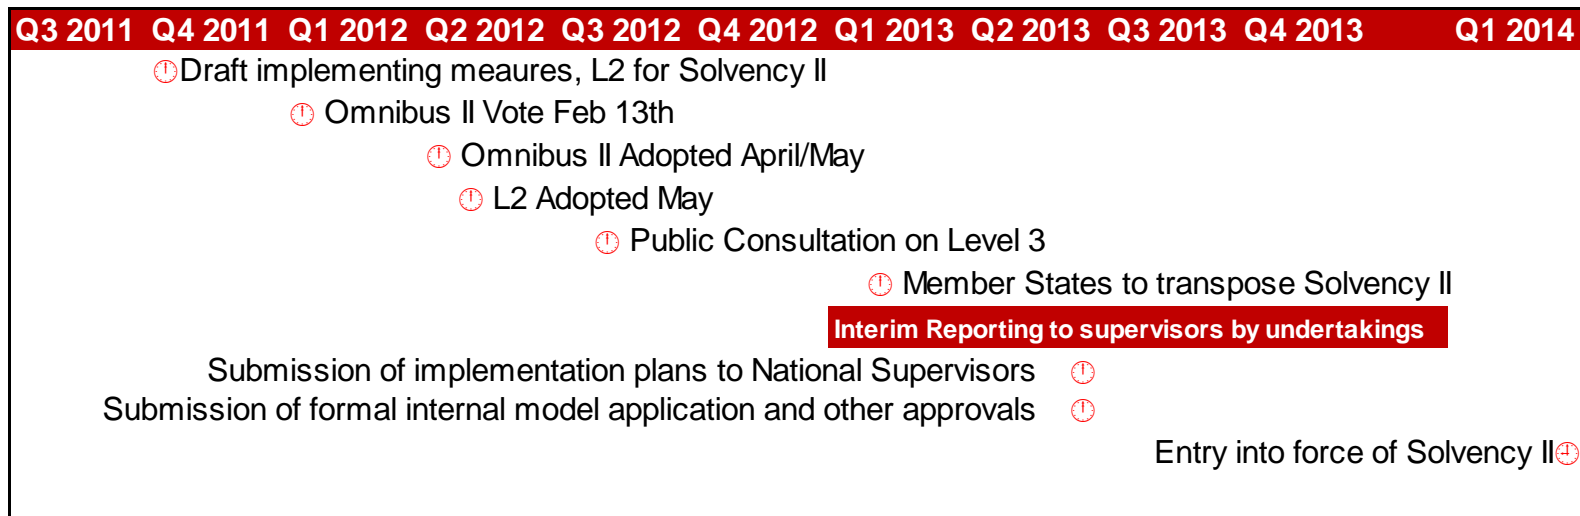 Q3 2011 Q4 2011 Q1 2012 Q2 2012 Q3 2012 Q4 2012 Q1 2013 Q2 2013 Q3 2013 Q4 2013 Q1 2014
Draft implementing meaures, L2 for Solvency II
Omnibus II Vote Feb 13th
Omnibus II Adopted April/May
L2 Adopted May
Public Consultation on Level 3
Member States to transpose Solvency II
Interim Reporting to supervisors by undertakings
Submission of implementation plans to National Supervisors
Submission of formal internal model application and other approvals
Entry into force of Solvency II